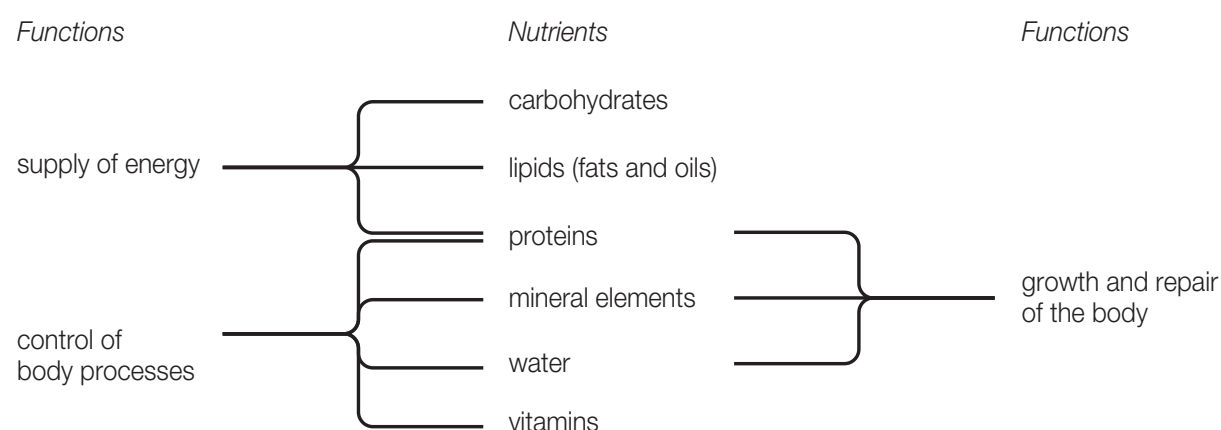 Functions
Nutrients
Functions
carbohydrates
supply of energy
lipids (fats and oils)
proteins
mineral elements
growth and repair
of the body
control of
body processes
water
vitamins